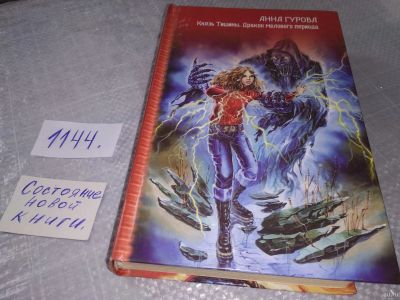 АННА ГУРОВА
Князь Тишины. Дракон мелового периода
1144.
Состояние
новой
книги.